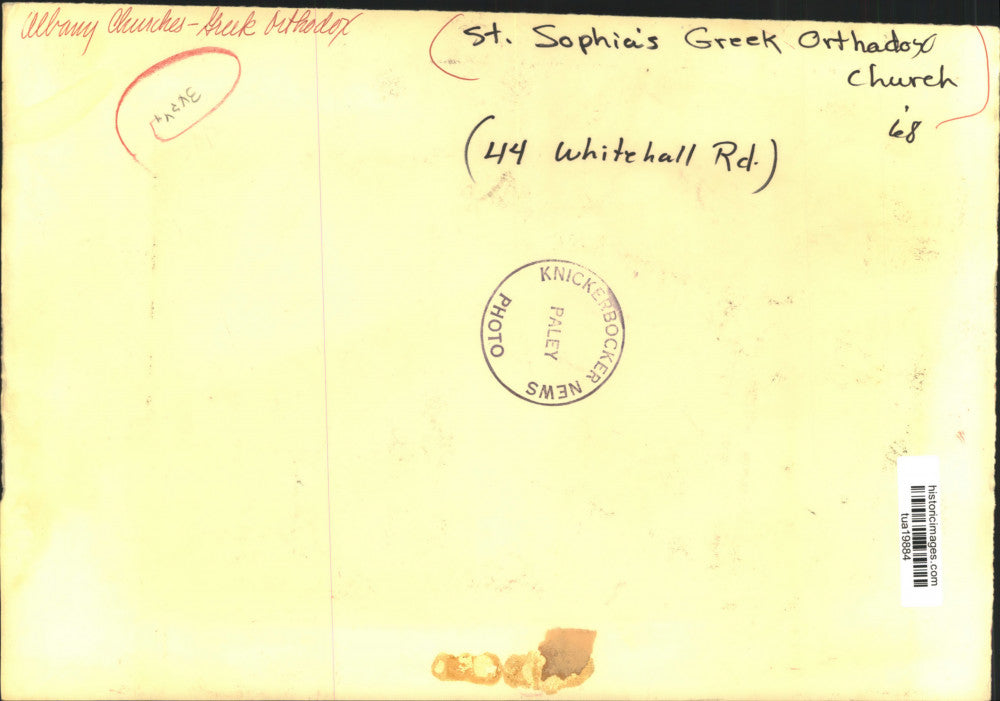 Albany Churches - Greek Orthodox
St. Sophia's Greek Orthadox
Church
'68
(44 Whitehall Rd.)
KNICKERBOCKER NEWS
PALEY
PHOTO
historicimages.com
tua19884